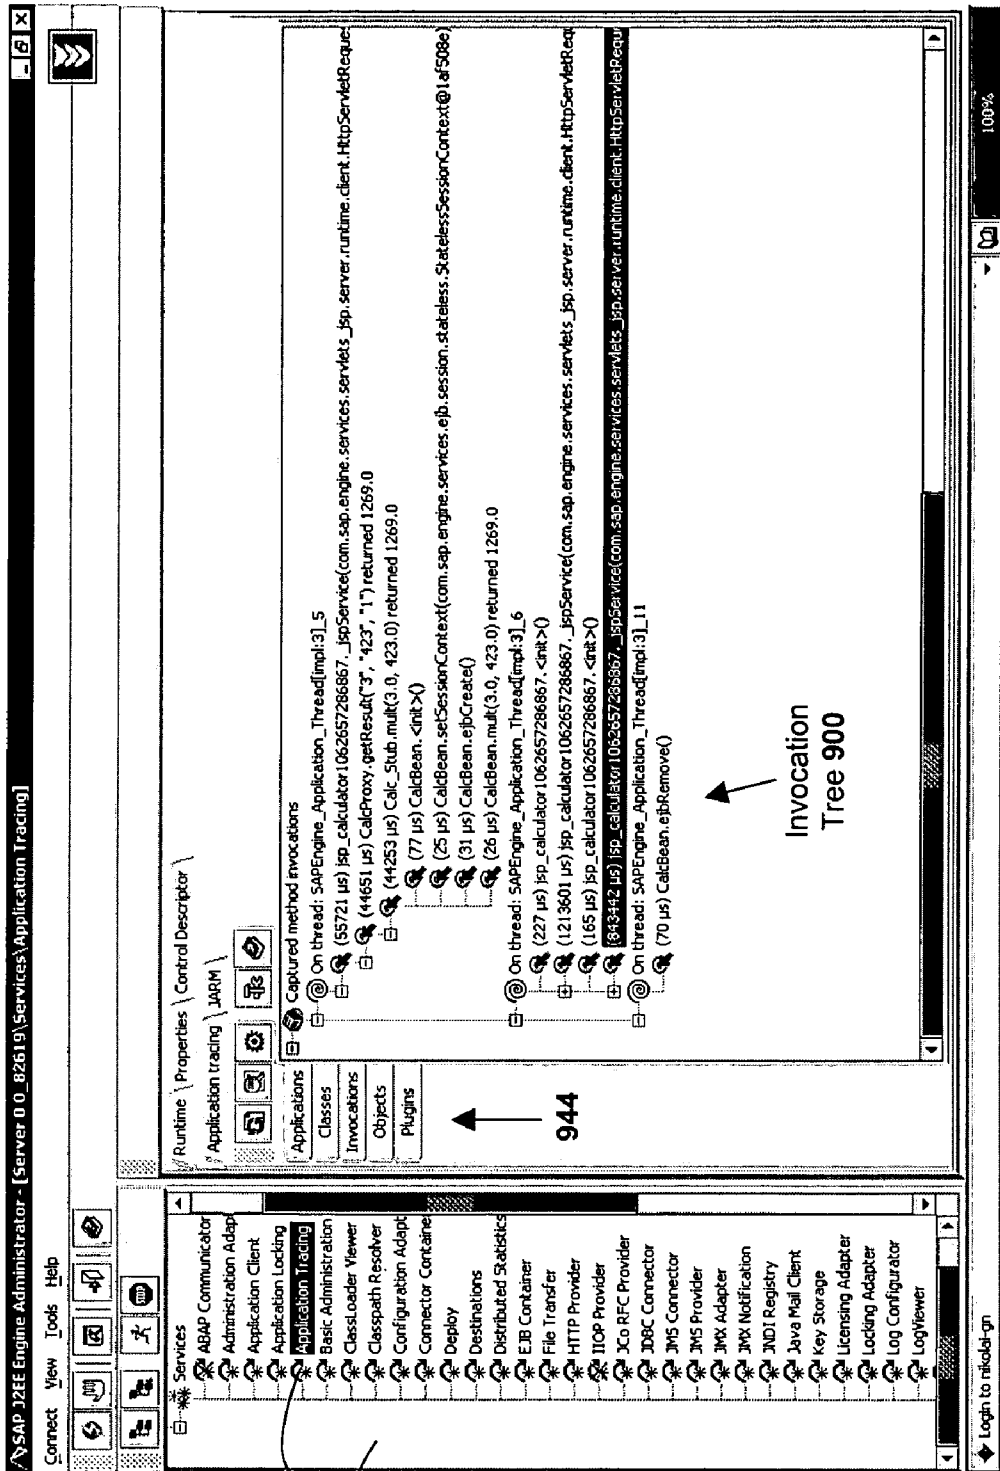 SAP J2EE Engine Administrator - [Server 0 0_82619\Services\Application Tracing]
Connect View Tools Help
Services
ABAP Communicator
Administration Adap
Application Client
Application Locking
Application Tracing
Basic Administration
ClassLoader Viewer
Classpath Resolver
Configuration Adapt
Connector Container
Deploy
Destinations
Distributed Statistics
EJB Container
File Transfer
HTTP Provider
IIOP Provider
JCo RFC Provider
JDBC Connector
JMS Connector
JMS Provider
JMX Adapter
JMX Notification
JNDI Registry
Java Mail Client
Key Storage
Licensing Adapter
Locking Adapter
Log Configurator
LogViewer
Runtime Properties Control Descriptor
Application tracing JARM
Applications
Classes
Invocations
Objects
Plugins
944
Captured method invocations
On thread: SAPEngine_Application_Thread[impl:3]_5
(55721 µs) jsp_calculator1062657286867._jspService(com.sap.engine.services.servlets_jsp.server.runtime.client.HttpServletReques
(44651 µs) CalcProxy.getResult("3", "423", "1") returned 1269.0
(44253 µs) Calc_Stub.mult(3.0, 423.0) returned 1269.0
(77 µs) CalcBean.<init>()
(25 µs) CalcBean.setSessionContext(com.sap.engine.services.ejb.session.stateless.StatelessSessionContext@1af508e)
(31 µs) CalcBean.ejbCreate()
(26 µs) CalcBean.mult(3.0, 423.0) returned 1269.0
On thread: SAPEngine_Application_Thread[impl:3]_6
(227 µs) jsp_calculator1062657286867.<init>()
(1213601 µs) jsp_calculator1062657286867._jspService(com.sap.engine.services.servlets_jsp.server.runtime.client.HttpServletRequ
(165 µs) jsp_calculator1062657286867.<init>()
(843442 µs) jsp_calculator1062657286867._jspService(com.sap.engine.services.servlets_jsp.server.runtime.client.HttpServletReque
On thread: SAPEngine_Application_Thread[impl:3]_11
(70 µs) CalcBean.ejbRemove()
Invocation
Tree 900
Login to nikolai-gn
100%